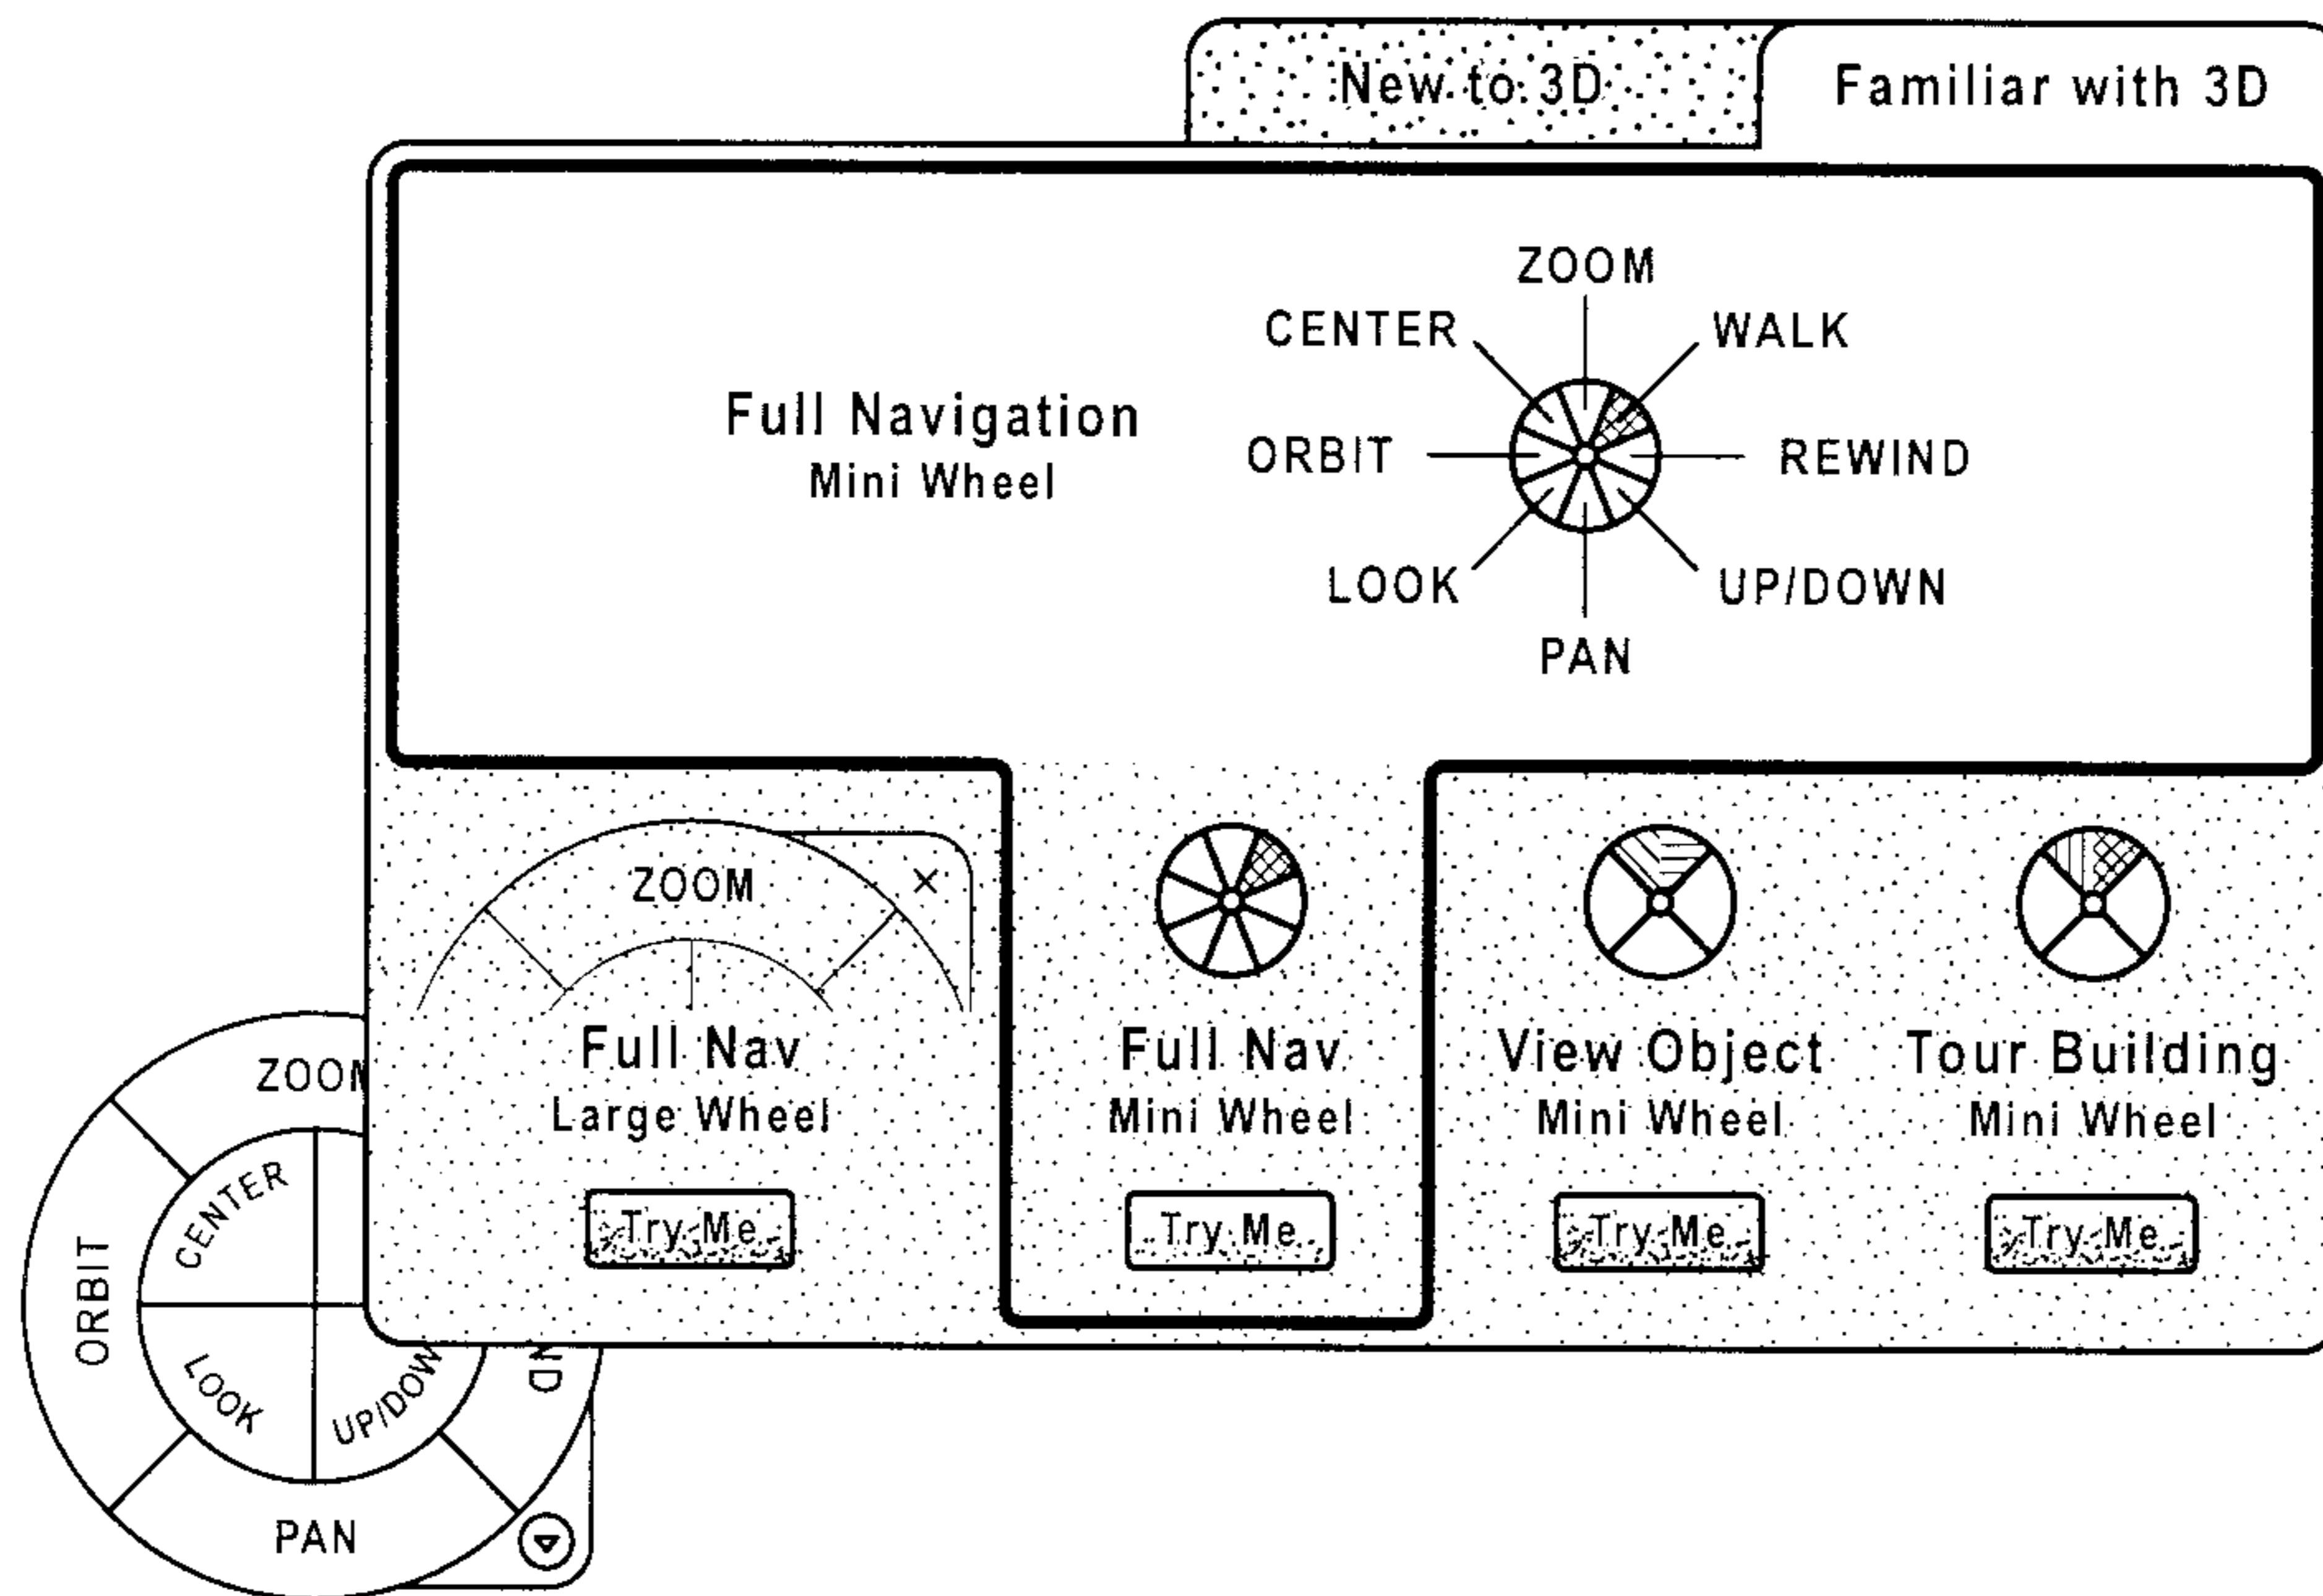 New to 3D
Familiar with 3D
ZOOM
CENTER
WALK
Full Navigation
Mini Wheel
ORBIT
REWIND
LOOK
UP/DOWN
PAN
ZOOM
Full Nav
Large Wheel
Try Me
Full Nav
Mini Wheel
Try Me
View Object
Mini Wheel
Try Me
Tour Building
Mini Wheel
Try Me
CENTER
ORBIT
LOOK
PAN